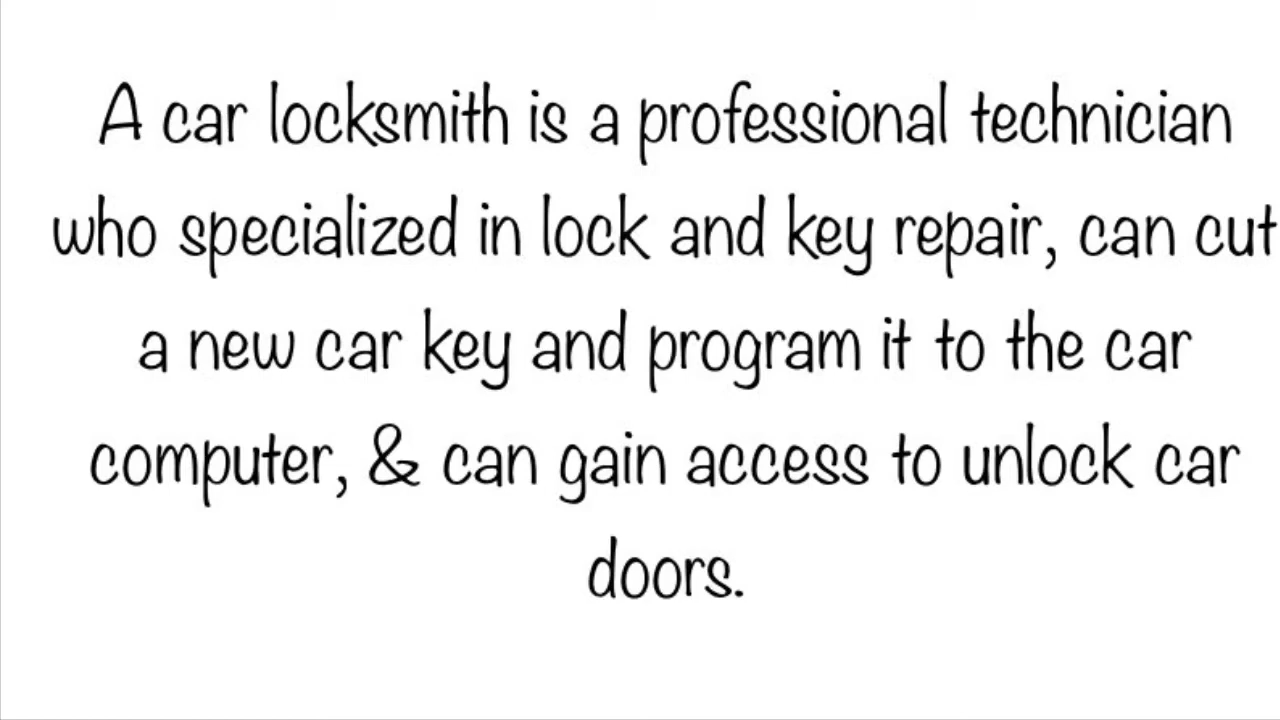 A car locksmith is a professional technician
who specialized in lock and key repair, can cut
a new car key and program it to the car
computer, & can gain access to unlock car
doors.